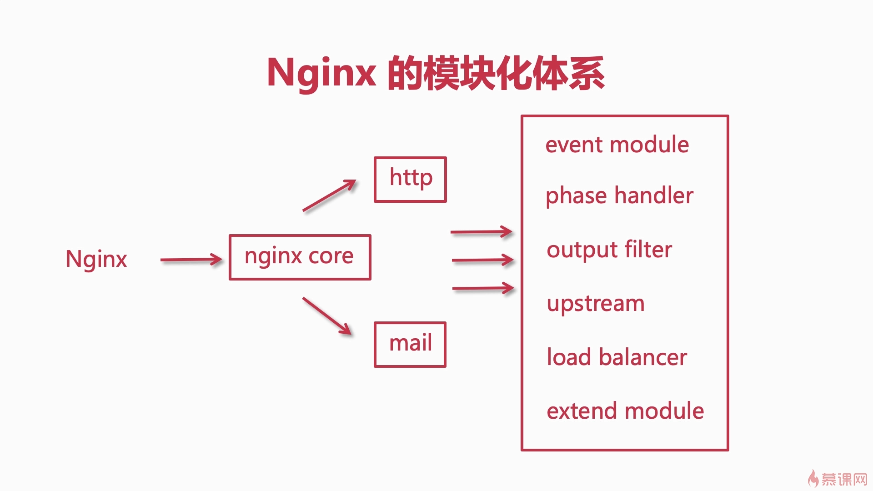 Nginx 的模块化体系
Nginx
nginx core
http
mail
event module
phase handler
output filter
upstream
load balancer
extend module
慕课网